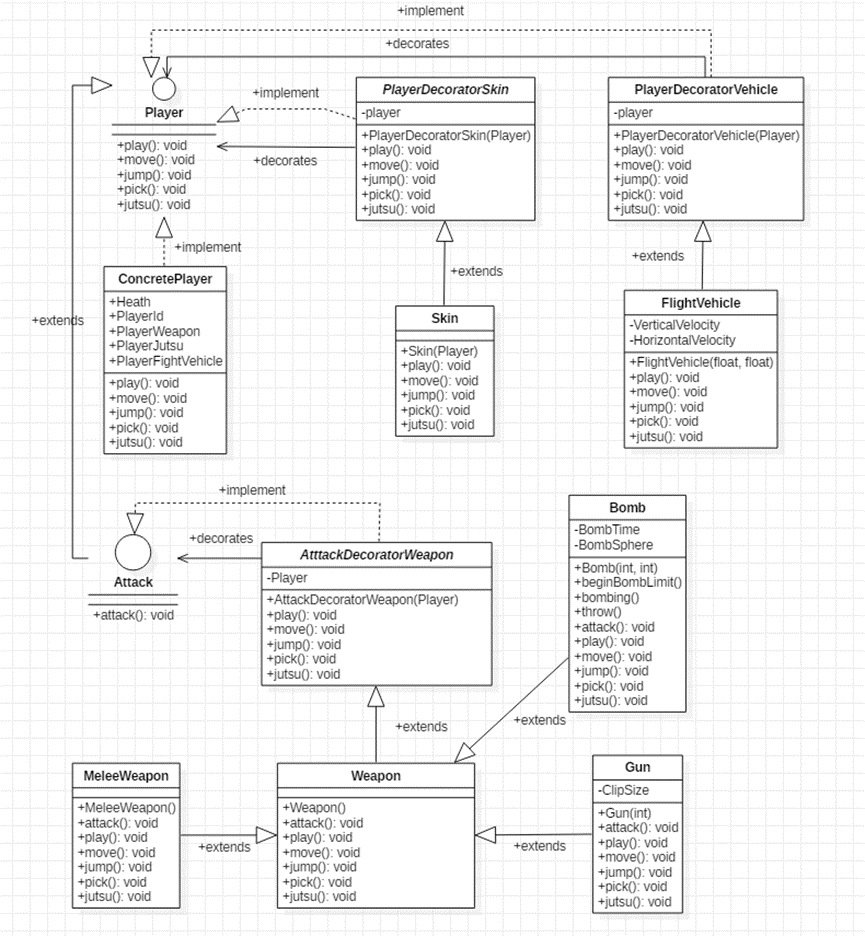 +implement
+decorates
Player
+play(): void
+move(): void
+jump(): void
+pick(): void
+jutsu(): void
+implement
+decorates
PlayerDecoratorSkin
-player
+PlayerDecoratorSkin(Player)
+play(): void
+move(): void
+jump(): void
+pick(): void
+jutsu(): void
PlayerDecoratorVehicle
-player
+PlayerDecoratorVehicle(Player)
+play(): void
+move(): void
+jump(): void
+pick(): void
+jutsu(): void
+implement
+extends
+extends
+extends
ConcretePlayer
+Heath
+PlayerId
+PlayerWeapon
+PlayerJutsu
+PlayerFightVehicle
+play(): void
+move(): void
+jump(): void
+pick(): void
+jutsu(): void
Skin
+Skin(Player)
+play(): void
+move(): void
+jump(): void
+pick(): void
+jutsu(): void
FlightVehicle
-VerticalVelocity
-HorizontalVelocity
+FlightVehicle(float, float)
+play(): void
+move(): void
+jump(): void
+pick(): void
+jutsu(): void
+implement
+decorates
Attack
+attack(): void
AtttackDecoratorWeapon
-Player
+AttackDecoratorWeapon(Player)
+play(): void
+move(): void
+jump(): void
+pick(): void
+jutsu(): void
Bomb
-BombTime
-BombSphere
+Bomb(int, int)
+beginBombLimit()
+bombing()
+throw()
+attack(): void
+play(): void
+move(): void
+jump(): void
+pick(): void
+jutsu(): void
+extends
+extends
MeleeWeapon
+MeleeWeapon()
+attack(): void
+play(): void
+move(): void
+jump(): void
+pick(): void
+jutsu(): void
+extends
Weapon
+Weapon()
+attack(): void
+play(): void
+move(): void
+jump(): void
+pick(): void
+jutsu(): void
+extends
Gun
-ClipSize
+Gun(int)
+attack(): void
+play(): void
+move(): void
+jump(): void
+pick(): void
+jutsu(): void